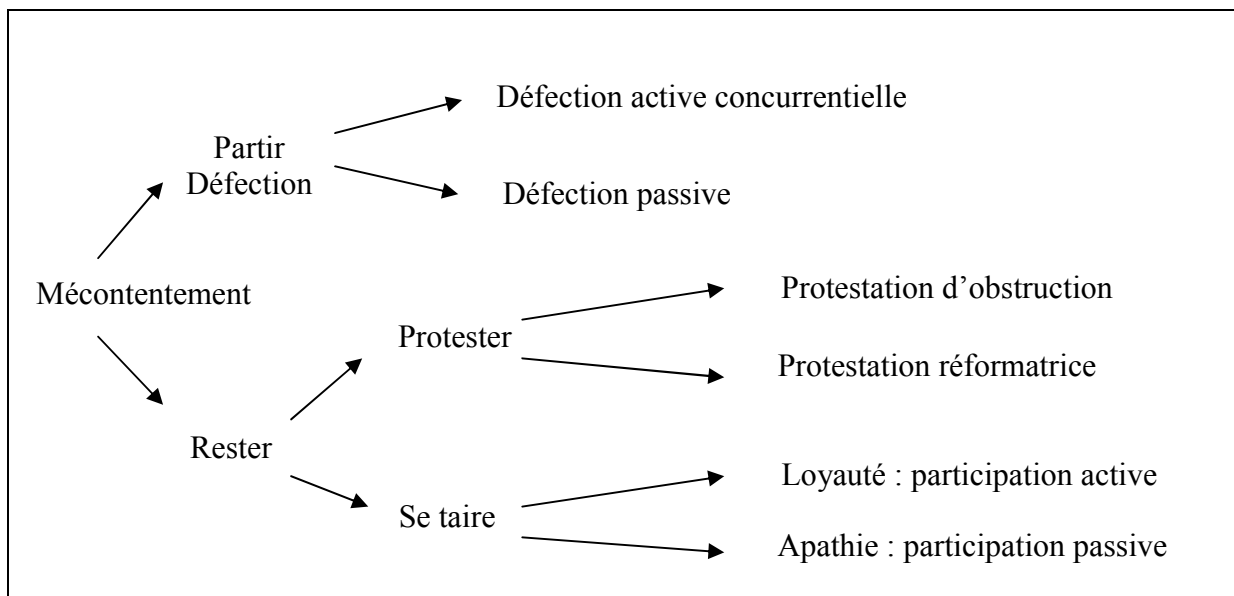 Défection active concurrentielle
Partir
Défection
Défection passive
Mécontentement
Protestation d’obstruction
Protester
Protestation réformatrice
Rester
Loyauté : participation active
Se taire
Apathie : participation passive